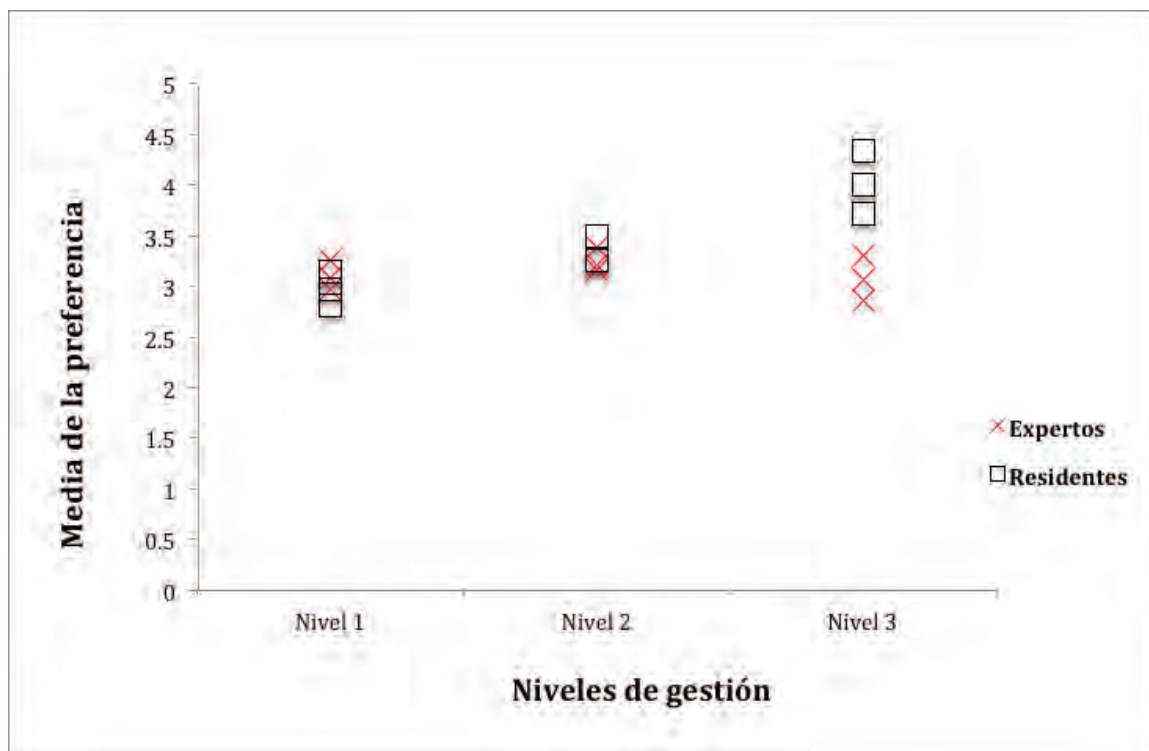 Media de la preferencia
5
4.5
4
3.5
3
2.5
2
1.5
1
0.5
0
Nivel 1 Nivel 2 Nivel 3
Niveles de gestión
Expertos
Residentes